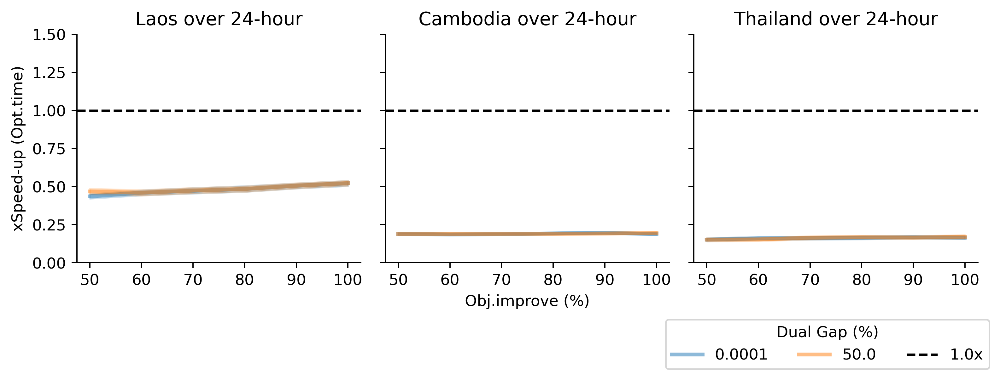 Laos over 24-hour
Cambodia over 24-hour
Thailand over 24-hour
xSpeed-up (Opt.time)
1.50
1.25
1.00
0.75
0.50
0.25
0.00
50 60 70 80 90 100
50 60 70 80 90 100
50 60 70 80 90 100
Obj.improve (%)
Dual Gap (%)
0.0001 50.0 1.0x